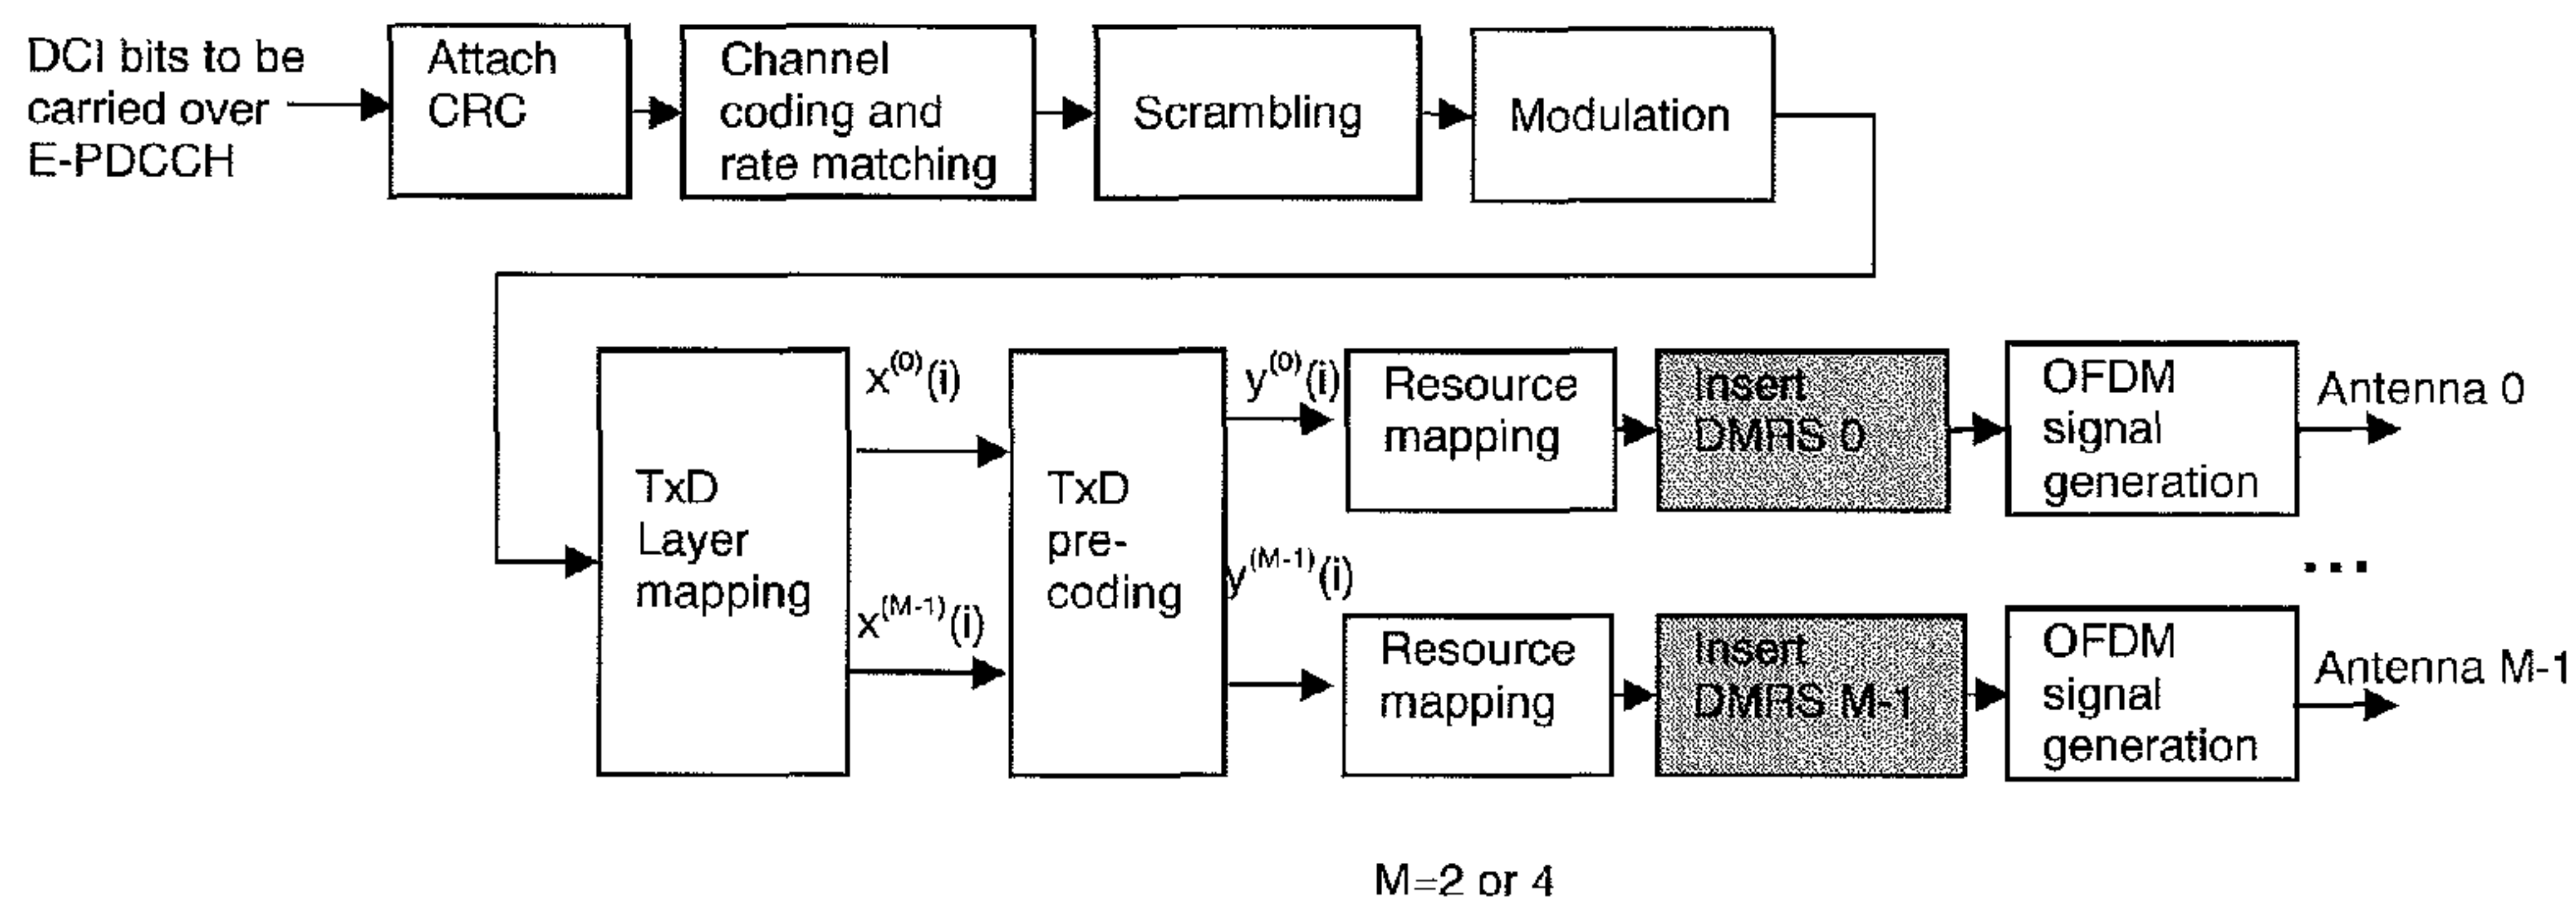 DCI bits to be
carried over
E-PDCCH
Attach
CRC
Channel
coding and
rate matching
Scrambling
Modulation
TxD
Layer
mapping
x^(0)(i)
x^(M-1)(i)
TxD
pre-
coding
y^(0)(i)
y^(M-1)(i)
Resource
mapping
Insert
DMRS 0
OFDM
signal
generation
Antenna 0
...
Resource
mapping
Insert
DMRS M-1
OFDM
signal
generation
Antenna M-1
M=2 or 4